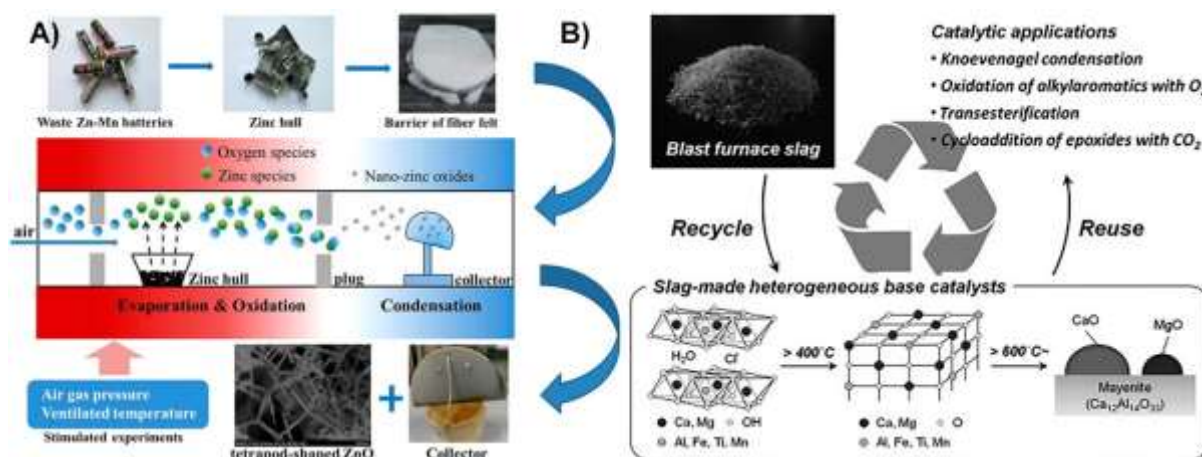 A)
Waste Zn-Mn batteries
Zinc hull
Barrier of fiber felt
Oxygen species
Zinc species
Nano-zinc oxides
air
Zinc hull
plug
collector
Evaporation & Oxidation
Condensation
Air gas pressure
Ventilated temperature
Stimulated experiments
tetrapod-shaped ZnO
Collector
B)
Blast furnace slag
Catalytic applications
• Knoevenagel condensation
• Oxidation of alkylaromatics with O₂
• Transesterification
• Cycloaddition of epoxides with CO₂
Recycle
Reuse
Slag-made heterogeneous base catalysts
H₂O
Cl⁻
> 400°C
> 600°C~
CaO
MgO
Mayenite
(Ca₁₂Al₁₄O₃₃)
Ca, Mg
OH
Al, Fe, Ti, Mn
Ca, Mg
O
Al, Fe, Ti, Mn